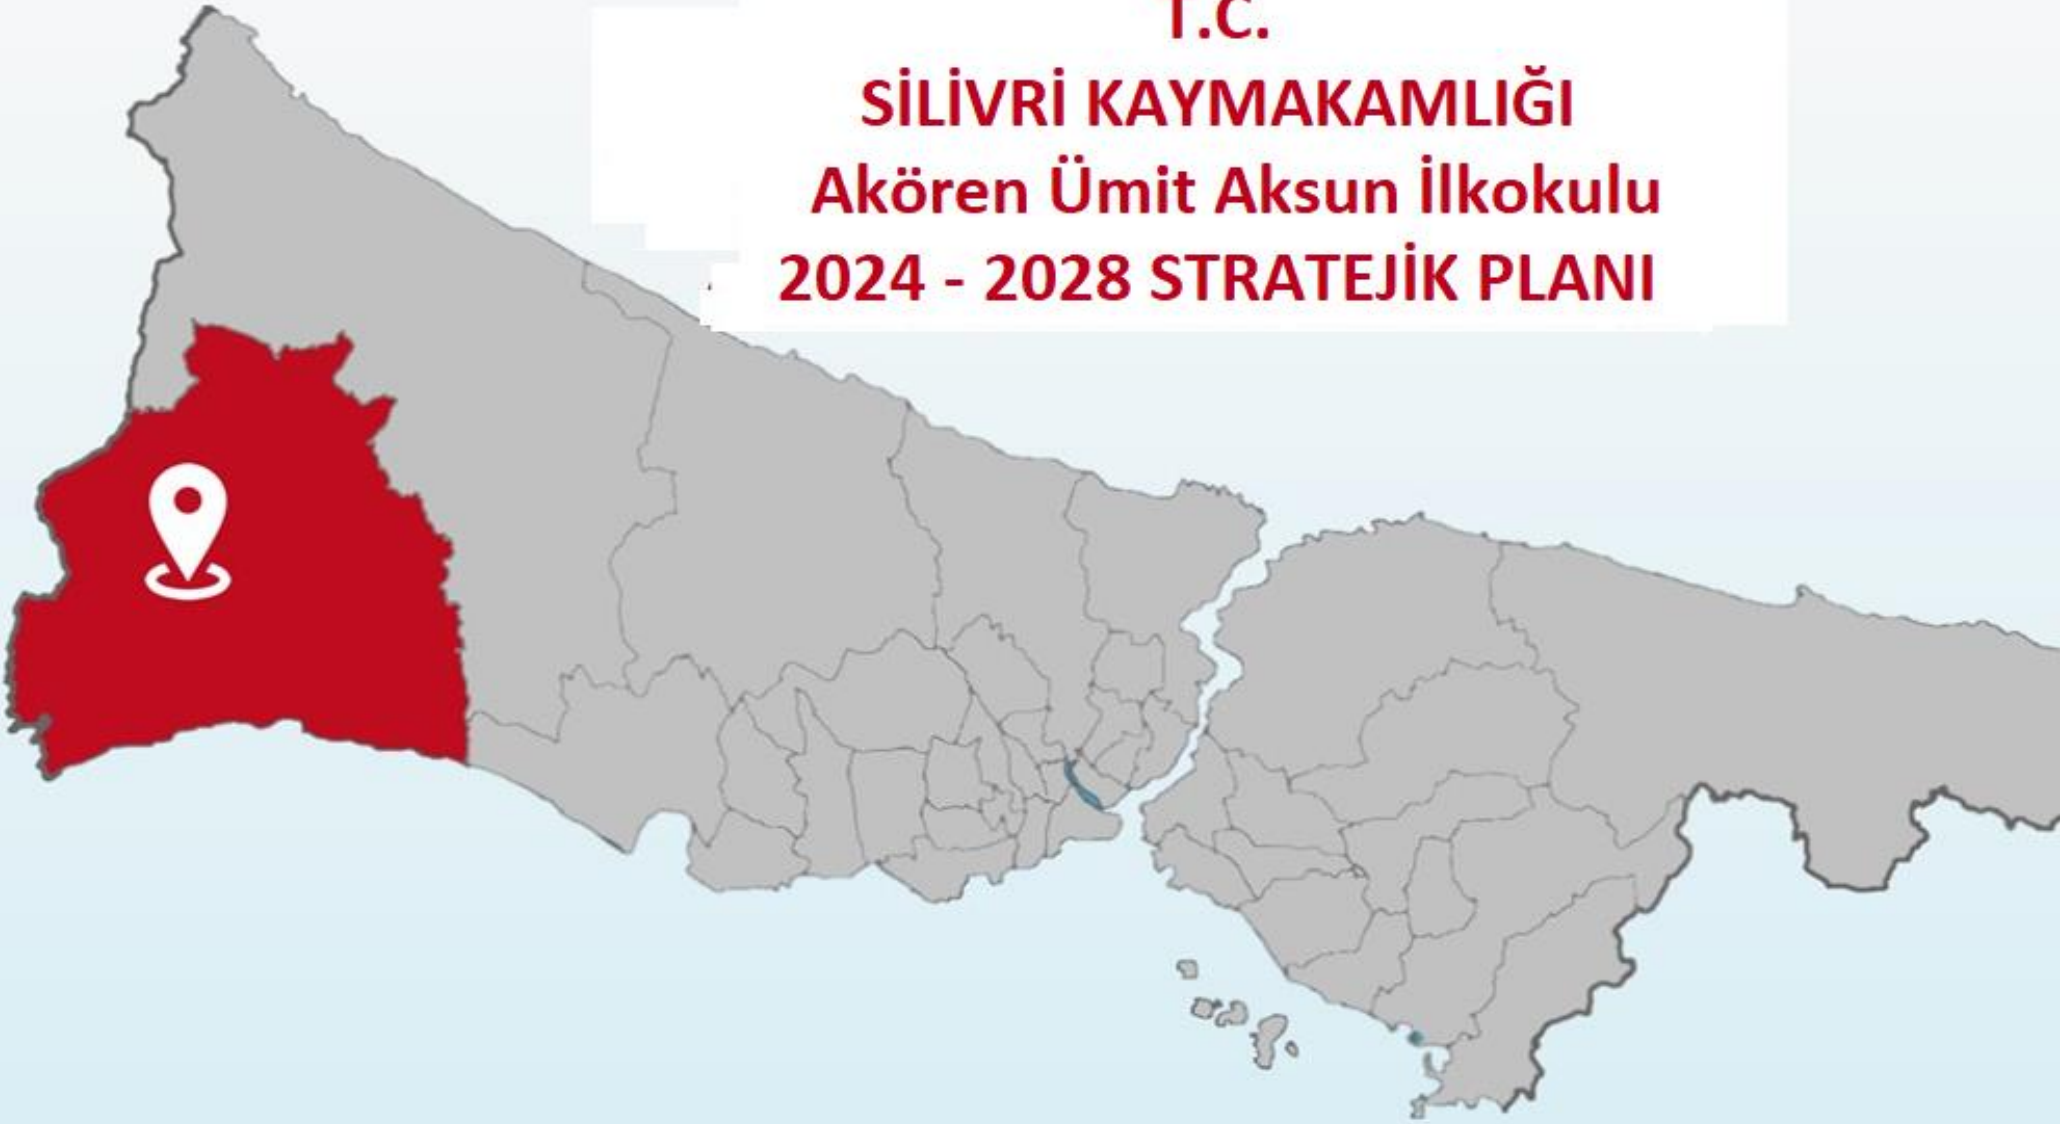 T.C.
SİLİVRİ KAYMAKAMLIĞI
Akören Ümit Aksun İlkokulu
2024 - 2028 STRATEJİK PLANI